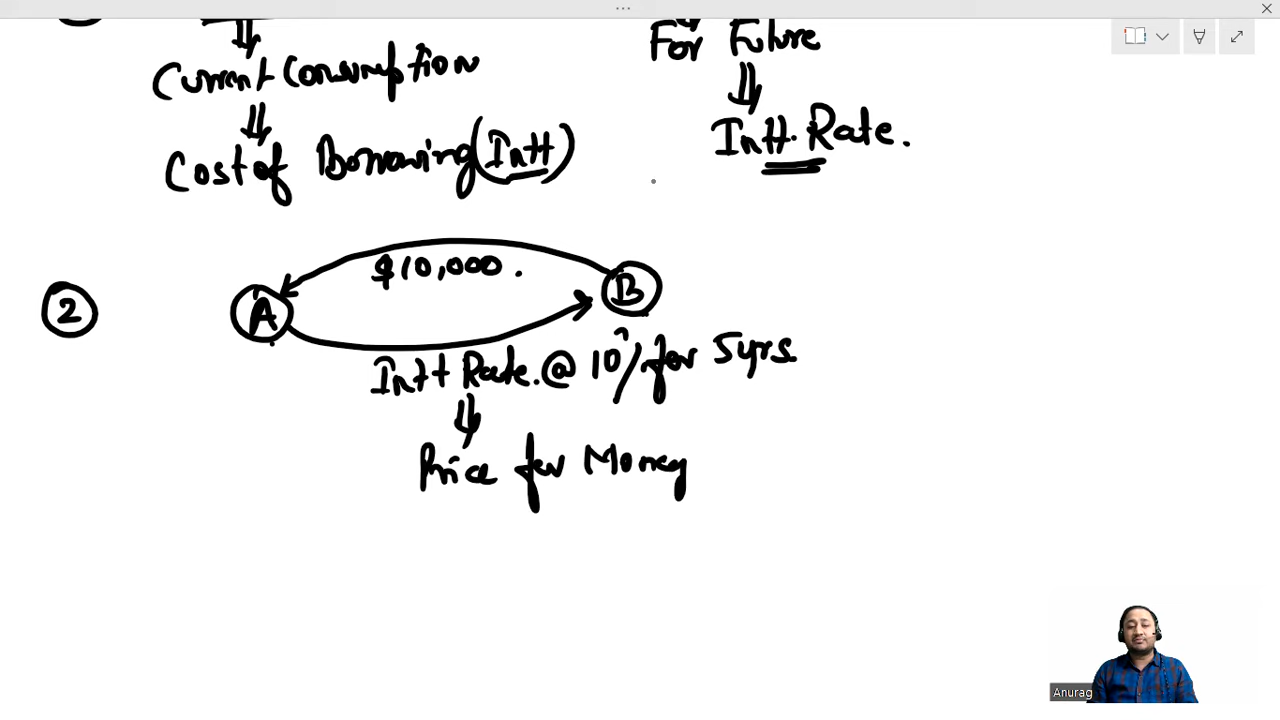 For Future
Current Consumption
Intt. Rate.
Cost of Borrowing (Intt)
$10,000.
2
A
B
Intt Rate. @ 10% for 5yrs.
Price for Money
Anurag